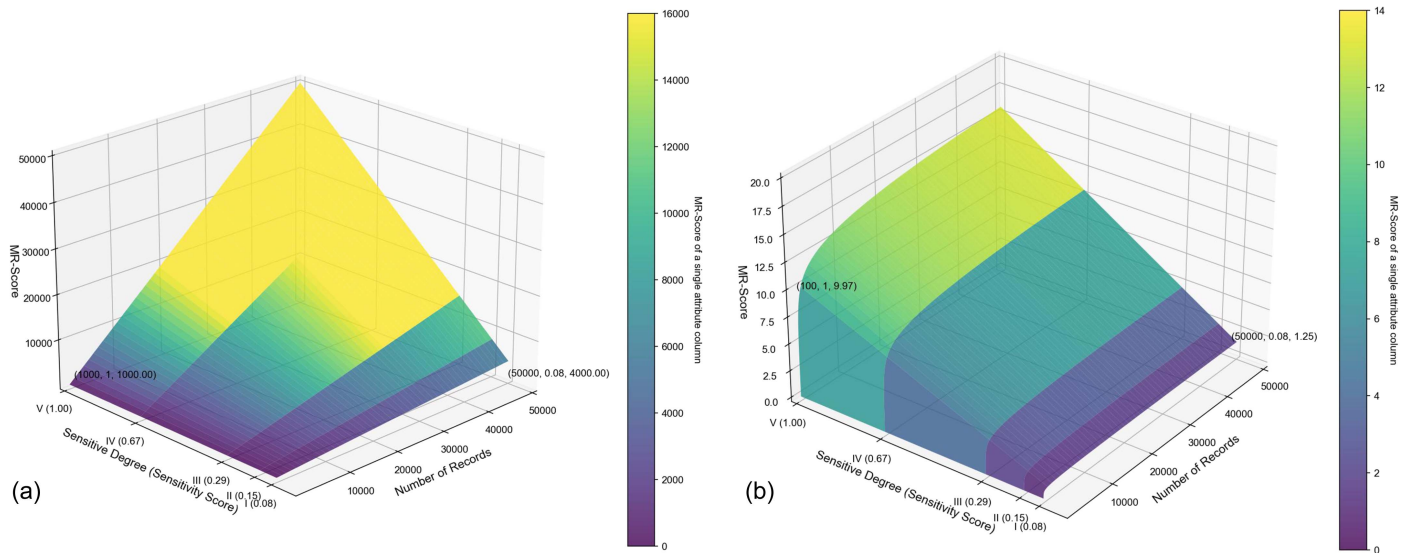 50000
40000
30000
20000
10000
MR-Score
(1000, 1, 1000.00)
(50000, 0.08, 4000.00)
V (1.00)
IV (0.67)
III (0.29)
II (0.15)
I (0.08)
Sensitive Degree (Sensitivity Score)
10000
20000
30000
40000
50000
Number of Records
16000
14000
12000
10000
8000
6000
4000
2000
0
MR-Score of a single attribute column
(a)
20.0
17.5
15.0
12.5
10.0
7.5
5.0
2.5
0.0
MR-Score
(100, 1, 9.97)
(50000, 0.08, 1.25)
V (1.00)
IV (0.67)
III (0.29)
II (0.15)
I (0.08)
Sensitive Degree (Sensitivity Score)
10000
20000
30000
40000
50000
Number of Records
14
12
10
8
6
4
2
0
MR-Score of a single attribute column
(b)